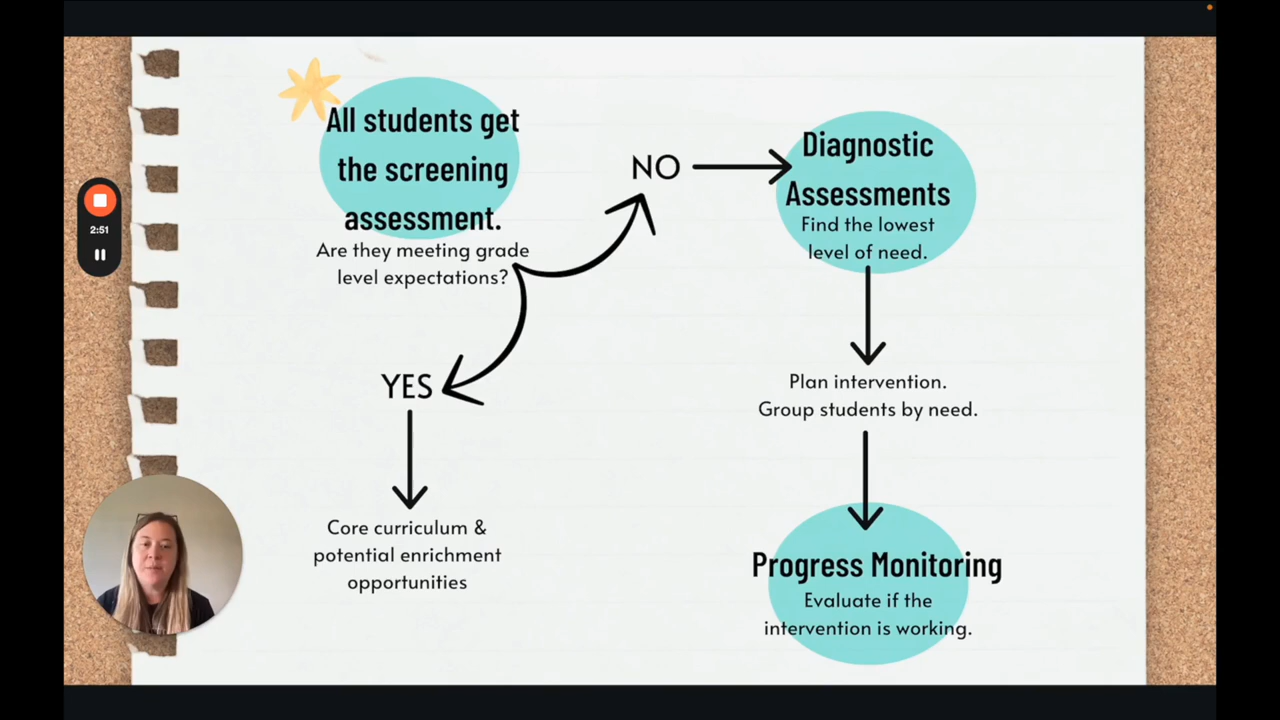 All students get
the screening
assessment.
Are they meeting grade
level expectations?
NO
Diagnostic
Assessments
Find the lowest
level of need.
2:51
YES
Plan intervention.
Group students by need.
Core curriculum &
potential enrichment
opportunities
Progress Monitoring
Evaluate if the
intervention is working.